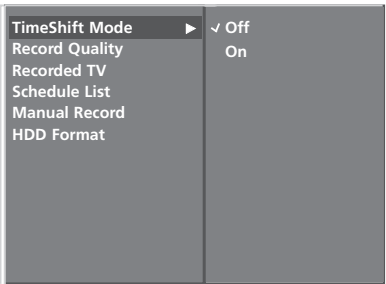 TimeShift Mode ► ✓ Off
Record Quality On
Recorded TV
Schedule List
Manual Record
HDD Format